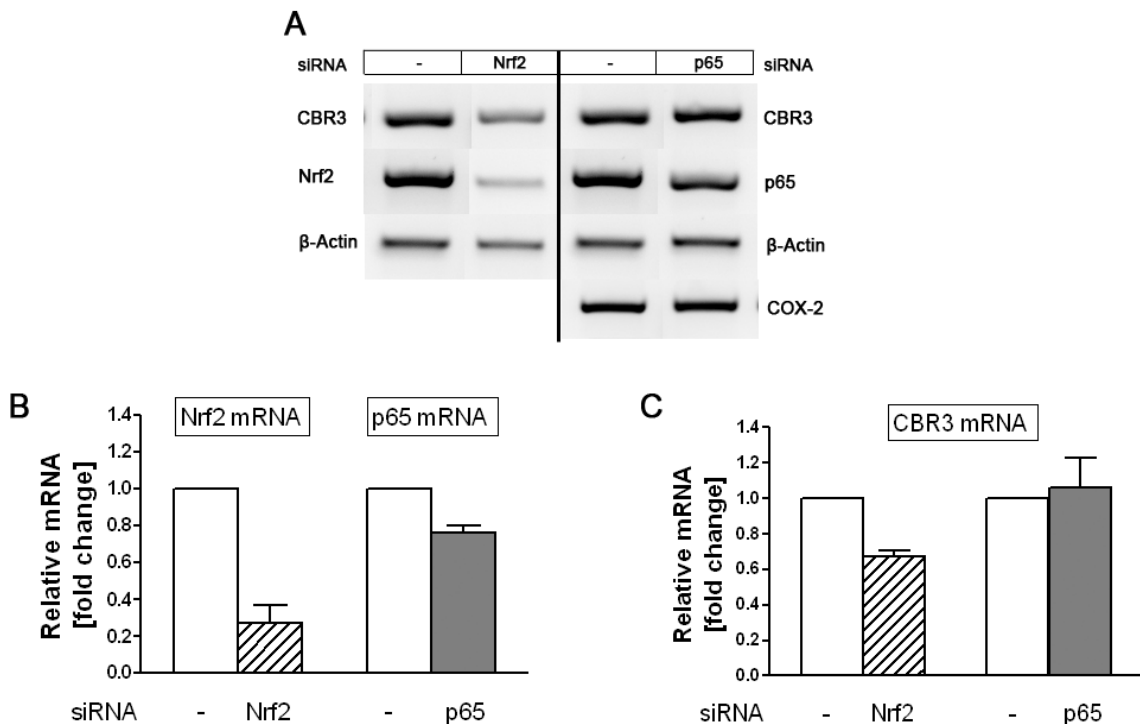 A
siRNA - Nrf2 - p65 siRNA
CBR3 CBR3
Nrf2 p65
β-Actin β-Actin
COX-2
B
Nrf2 mRNA p65 mRNA
Relative mRNA
[fold change]
1.4
1.2
1.0
0.8
0.6
0.4
0.2
0.0
siRNA - Nrf2 - p65
C
CBR3 mRNA
Relative mRNA
[fold change]
1.4
1.2
1.0
0.8
0.6
0.4
0.2
0.0
siRNA - Nrf2 - p65